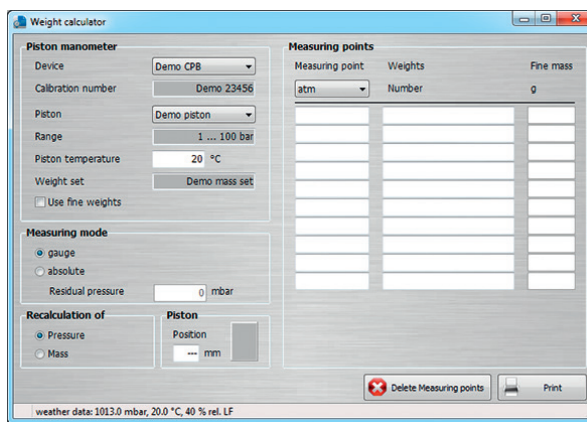 Weight calculator
Piston manometer
Device Demo CPB
Calibration number Demo 23456
Piston Demo piston
Range 1 ... 100 bar
Piston temperature 20 °C
Weight set Demo mass set
Use fine weights
Measuring mode
gauge
absolute
Residual pressure 0 mbar
Recalculation of
Pressure
Mass
Piston
Position
--- mm
Measuring points
Measuring point Weights Fine mass
atm Number g
Delete Measuring points Print
weather data: 1013.0 mbar, 20.0 °C, 40 % rel. LF